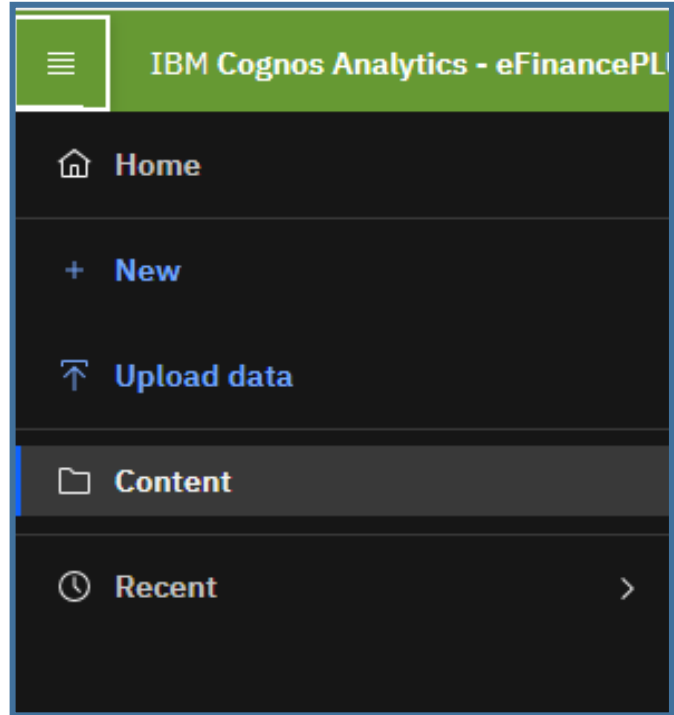 IBM Cognos Analytics - eFinancePL
Home
New
Upload data
Content
Recent